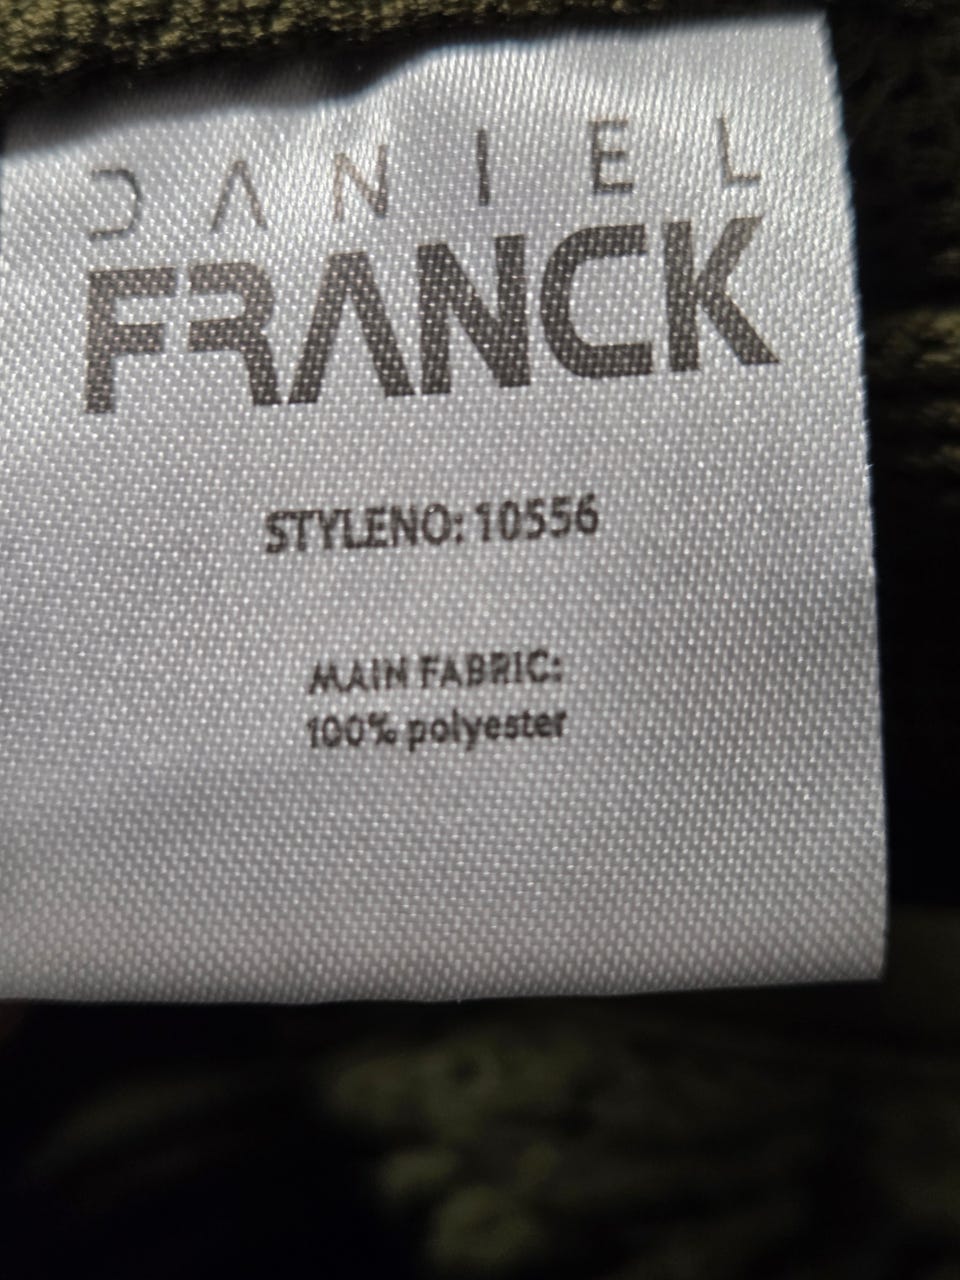 DANIEL
FRANCK
STYLENO: 10556
MAIN FABRIC:
100% polyester